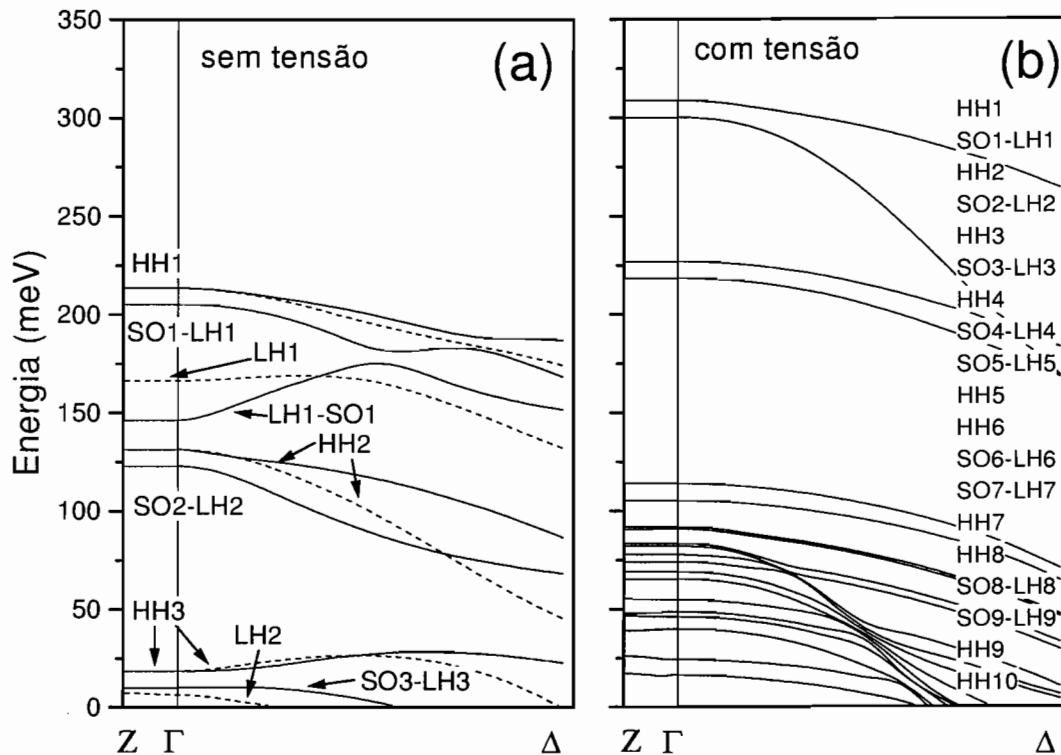 350
300
250
200
150
100
50
0
Energia (meV)
sem tensão
(a)
HH1
SO1-LH1
LH1
LH1-SO1
HH2
SO2-LH2
HH3
LH2
SO3-LH3
Z Γ Δ
com tensão
(b)
HH1
SO1-LH1
HH2
SO2-LH2
HH3
SO3-LH3
HH4
SO4-LH4
SO5-LH5
HH5
HH6
SO6-LH6
SO7-LH7
HH7
HH8
SO8-LH8
SO9-LH9
HH9
HH10
Z Γ Δ